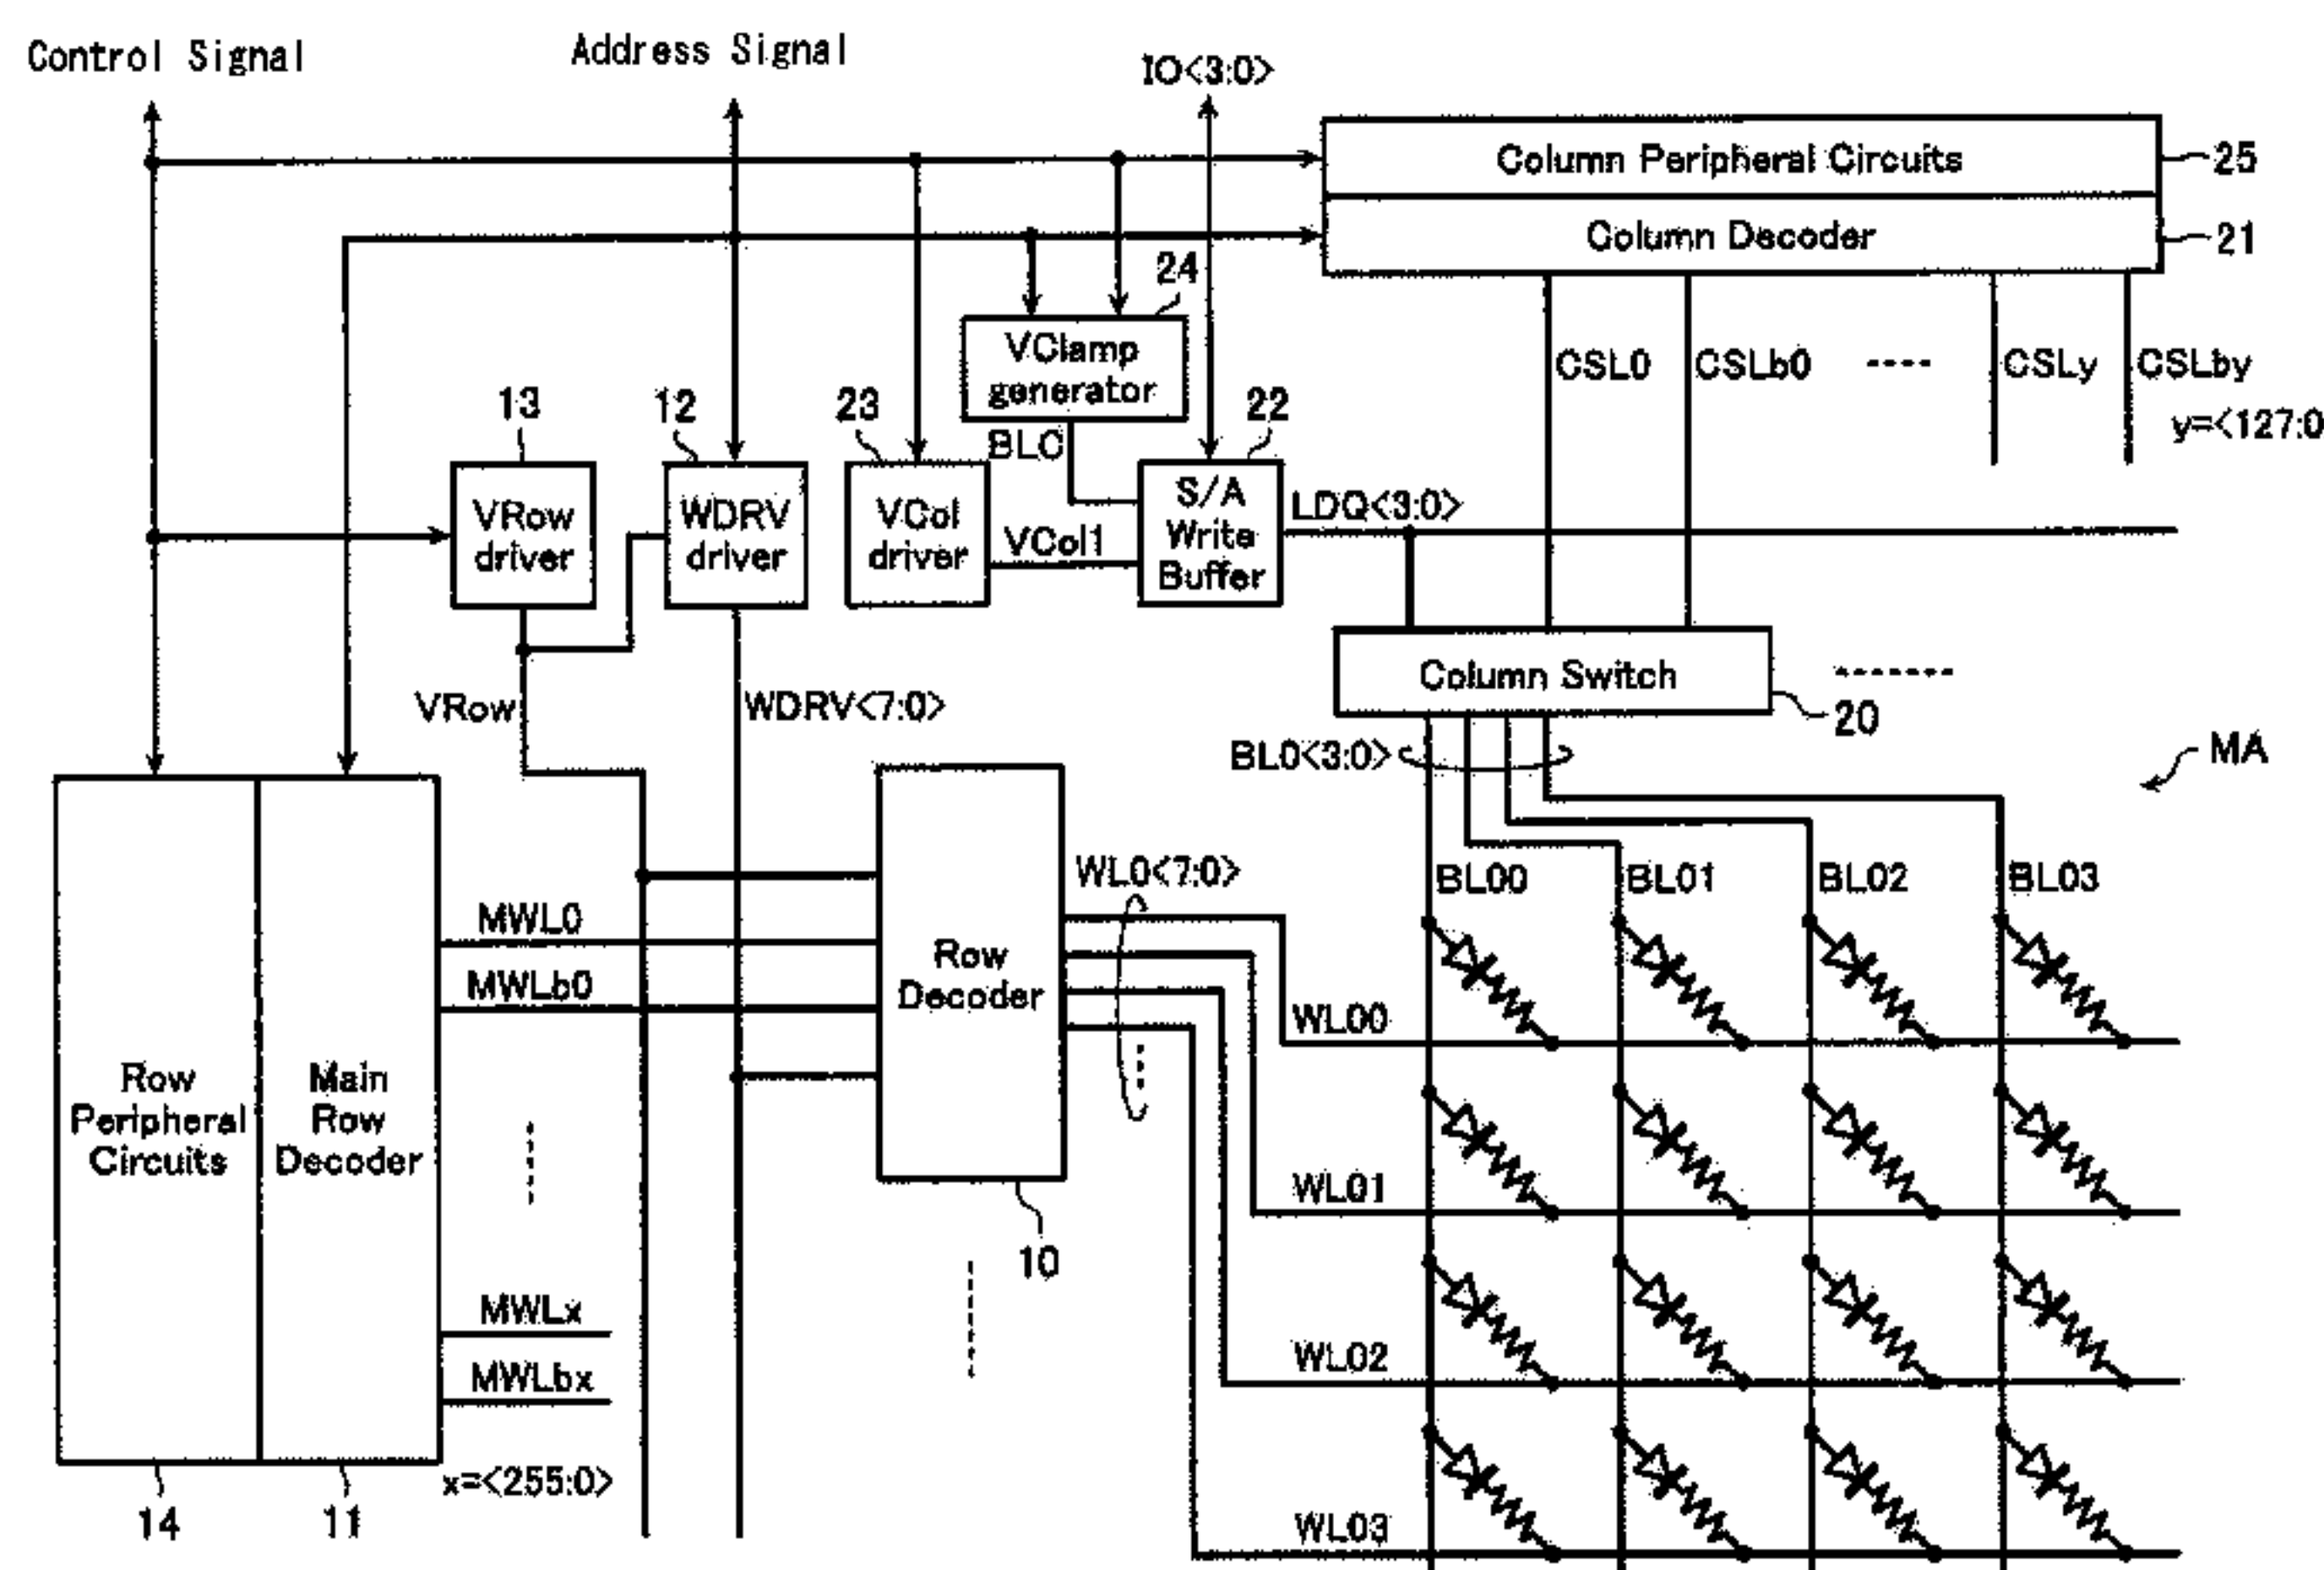 Control Signal
Address Signal
IO<3:0>
Column Peripheral Circuits
25
Column Decoder
21
24
VClamp
generator
CSL0
CSLb0
CSLy
CSLby
y=<127:0
13
12
23
BLC
22
VRow
driver
WDRV
driver
VCol
driver
VCol1
S/A
Write
Buffer
LDQ<3:0>
Column Switch
20
VRow
WDRV<7:0>
BL0<3:0>
MA
WL0<7:0>
BL00
BL01
BL02
BL03
MWL0
MWLb0
Row
Decoder
WL00
Row
Peripheral
Circuits
Main
Row
Decoder
WL01
10
MWLx
MWLbx
WL02
x=<255:0>
14
11
WL03